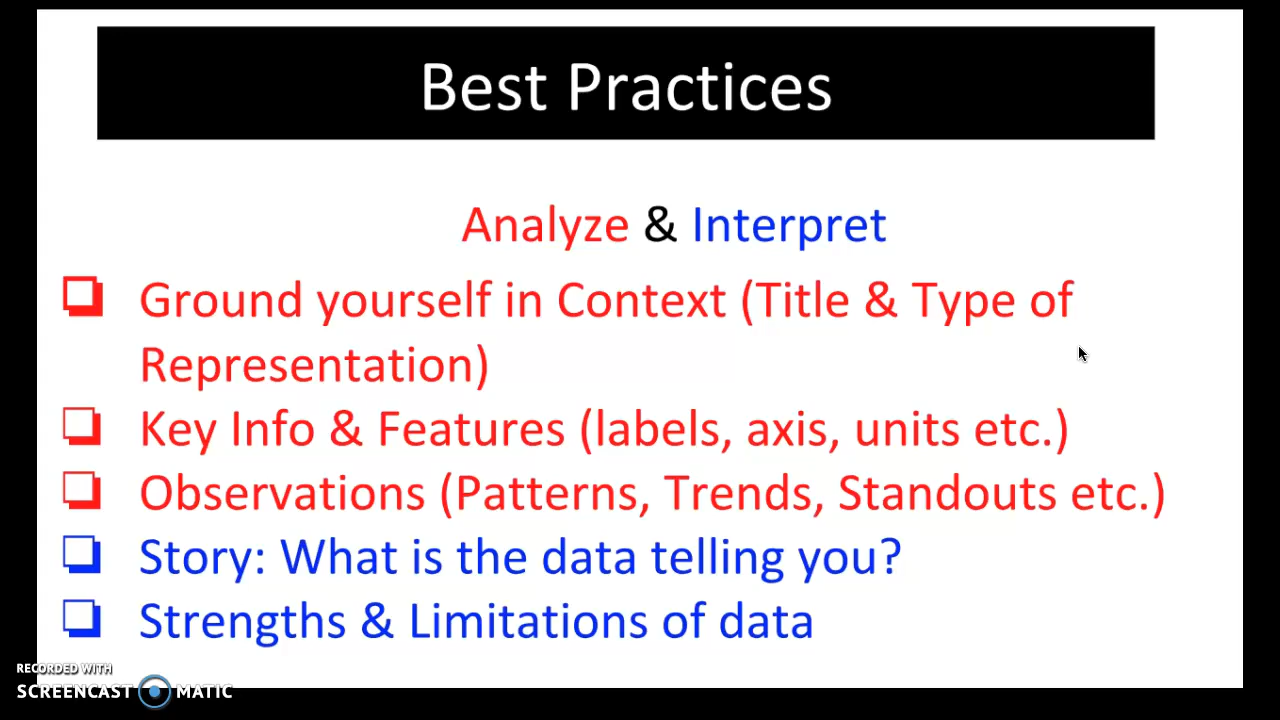 Best Practices
Analyze & Interpret
Ground yourself in Context (Title & Type of
Representation)
Key Info & Features (labels, axis, units etc.)
Observations (Patterns, Trends, Standouts etc.)
Story: What is the data telling you?
Strengths & Limitations of data
RECORDED WITH
SCREENCAST MATIC